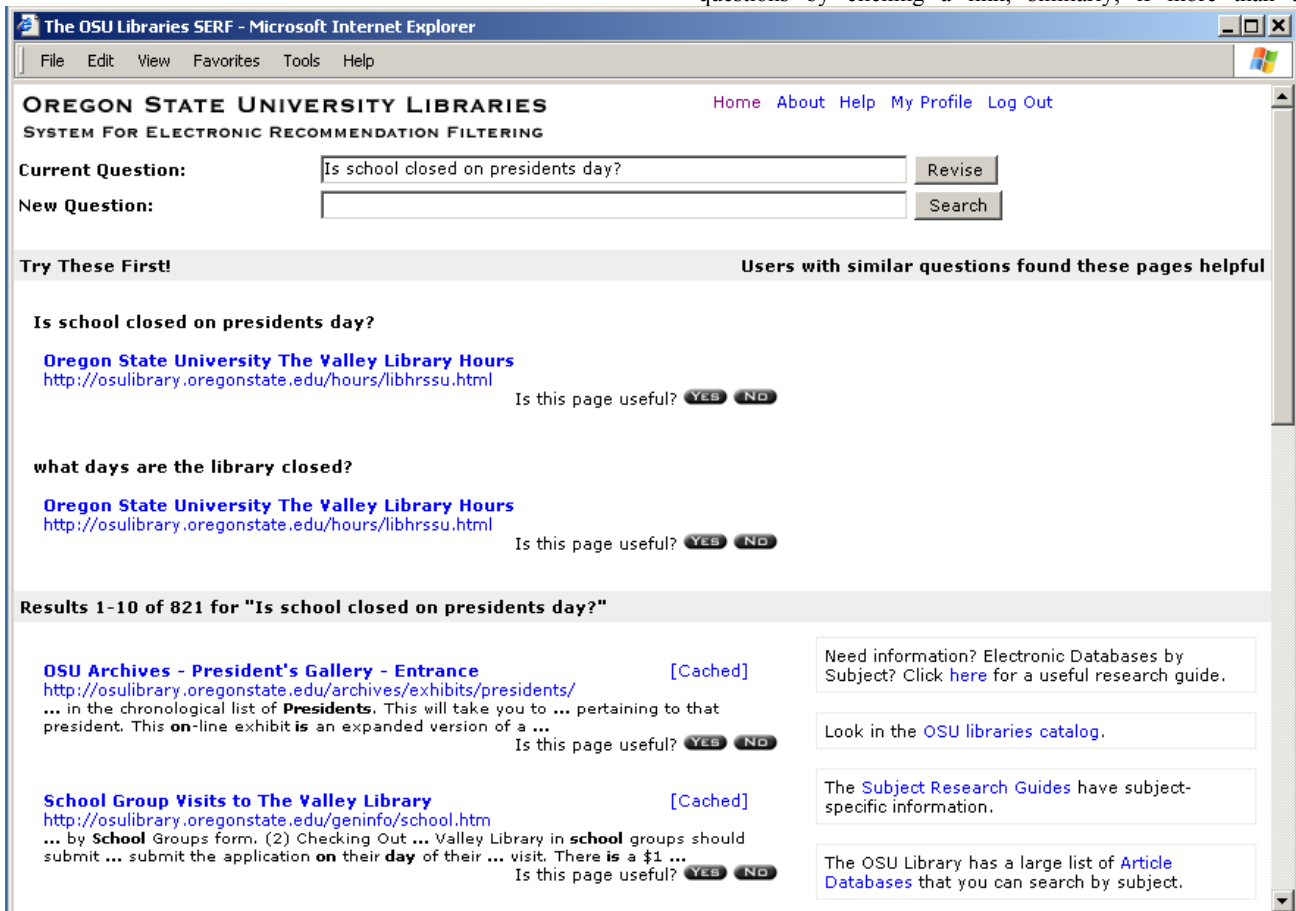 questions by clicking a link; similarly, if more than a
The OSU Libraries SERF - Microsoft Internet Explorer
File Edit View Favorites Tools Help
OREGON STATE UNIVERSITY LIBRARIES
SYSTEM FOR ELECTRONIC RECOMMENDATION FILTERING
Home About Help My Profile Log Out
Current Question: Is school closed on presidents day? Revise
New Question: Search
Try These First! Users with similar questions found these pages helpful
Is school closed on presidents day?
Oregon State University The Valley Library Hours
http://osulibrary.oregonstate.edu/hours/libhrssu.html
Is this page useful? YES NO
what days are the library closed?
Oregon State University The Valley Library Hours
http://osulibrary.oregonstate.edu/hours/libhrssu.html
Is this page useful? YES NO
Results 1-10 of 821 for "Is school closed on presidents day?"
OSU Archives - President's Gallery - Entrance [Cached]
http://osulibrary.oregonstate.edu/archives/exhibits/presidents/
... in the chronological list of Presidents. This will take you to ... pertaining to that
president. This on-line exhibit is an expanded version of a ...
Is this page useful? YES NO
School Group Visits to The Valley Library [Cached]
http://osulibrary.oregonstate.edu/geninfo/school.htm
... by School Groups form. (2) Checking Out ... Valley Library in school groups should
submit ... submit the application on their day of their ... visit. There is a $1 ...
Is this page useful? YES NO
Need information? Electronic Databases by
Subject? Click here for a useful research guide.
Look in the OSU libraries catalog.
The Subject Research Guides have subject-
specific information.
The OSU Library has a large list of Article
Databases that you can search by subject.